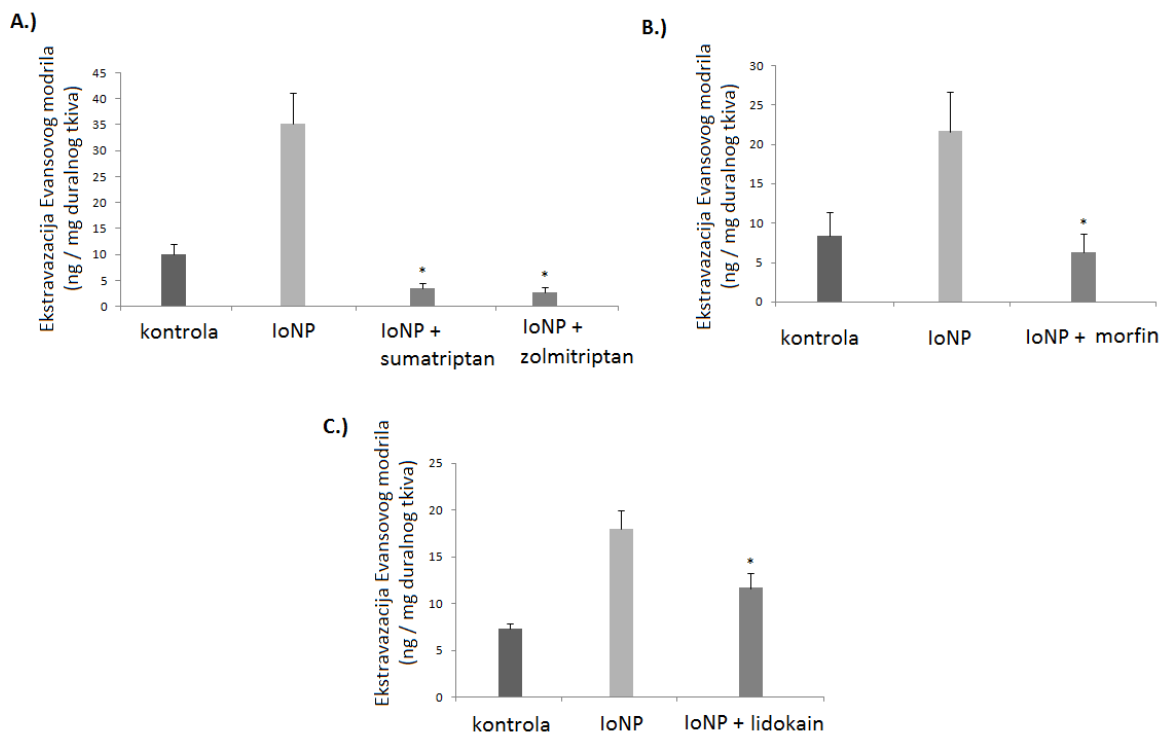 A.)
Ekstravazacija Evansovog modrila
(ng / mg duralnog tkiva)
45
40
35
30
25
20
15
10
5
0
*
*
kontrola
IoNP
IoNP +
sumatriptan
IoNP +
zolmitriptan
B.)
Ekstravazacija Evansovog modrila
(ng / mg duralnog tkiva)
30
25
20
15
10
5
0
*
kontrola
IoNP
IoNP + morfin
C.)
Ekstravazacija Evansovog modrila
(ng / mg duralnog tkiva)
25
20
15
10
5
0
*
kontrola
IoNP
IoNP + lidokain